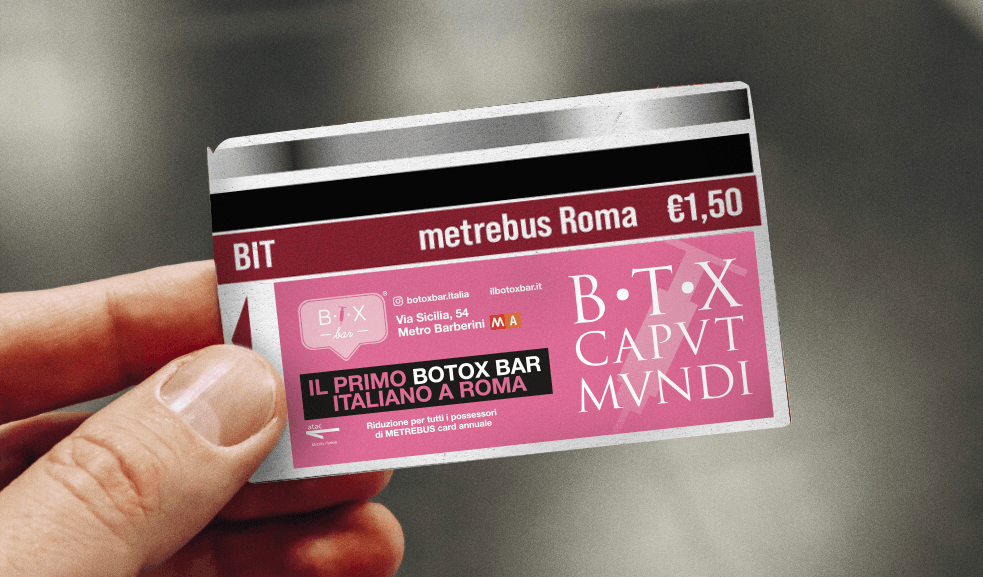 BIT metrebus Roma €1,50
B·I·X
bar
®
botoxbar.italia ilbotoxbar.it
Via Sicilia, 54
Metro Barberini M A
IL PRIMO BOTOX BAR
ITALIANO A ROMA
atac
Riduzione per tutti i possessori
di METREBUS card annuale
B·T·X
CAPVT
MVNDI